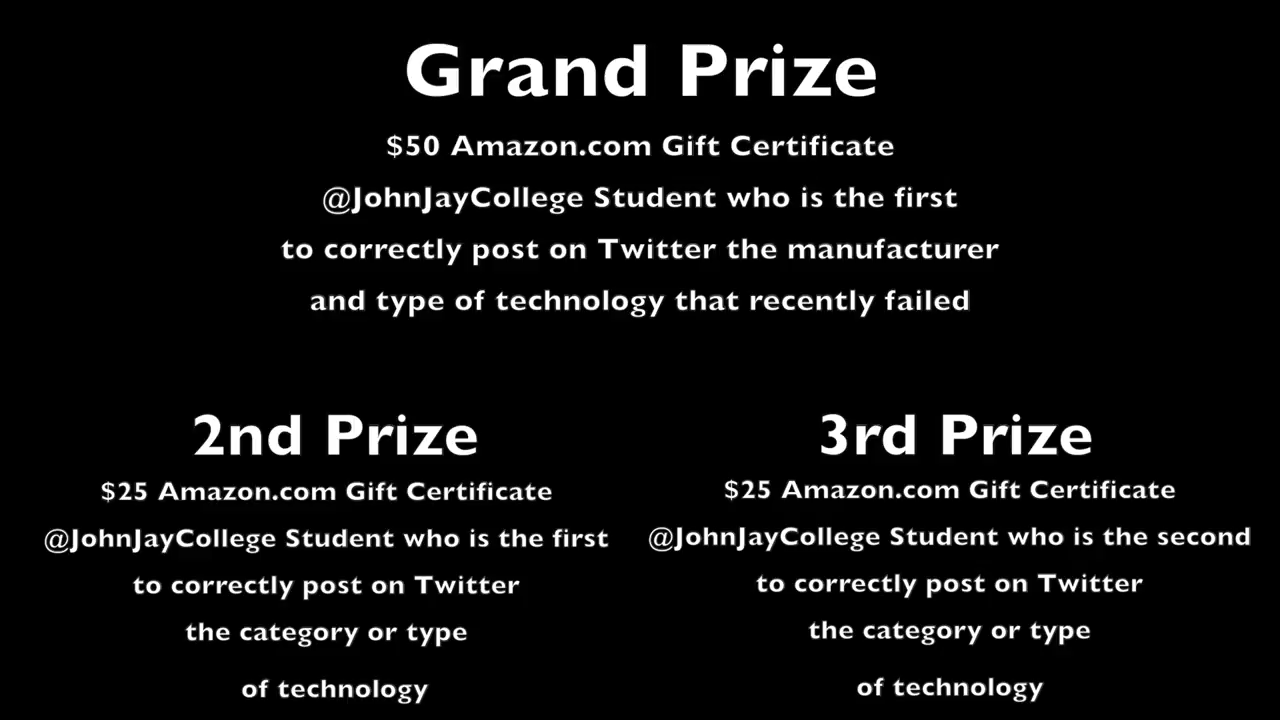 Grand Prize
$50 Amazon.com Gift Certificate
@JohnJayCollege Student who is the first
to correctly post on Twitter the manufacturer
and type of technology that recently failed
2nd Prize
$25 Amazon.com Gift Certificate
@JohnJayCollege Student who is the first
to correctly post on Twitter
the category or type
of technology
3rd Prize
$25 Amazon.com Gift Certificate
@JohnJayCollege Student who is the second
to correctly post on Twitter
the category or type
of technology